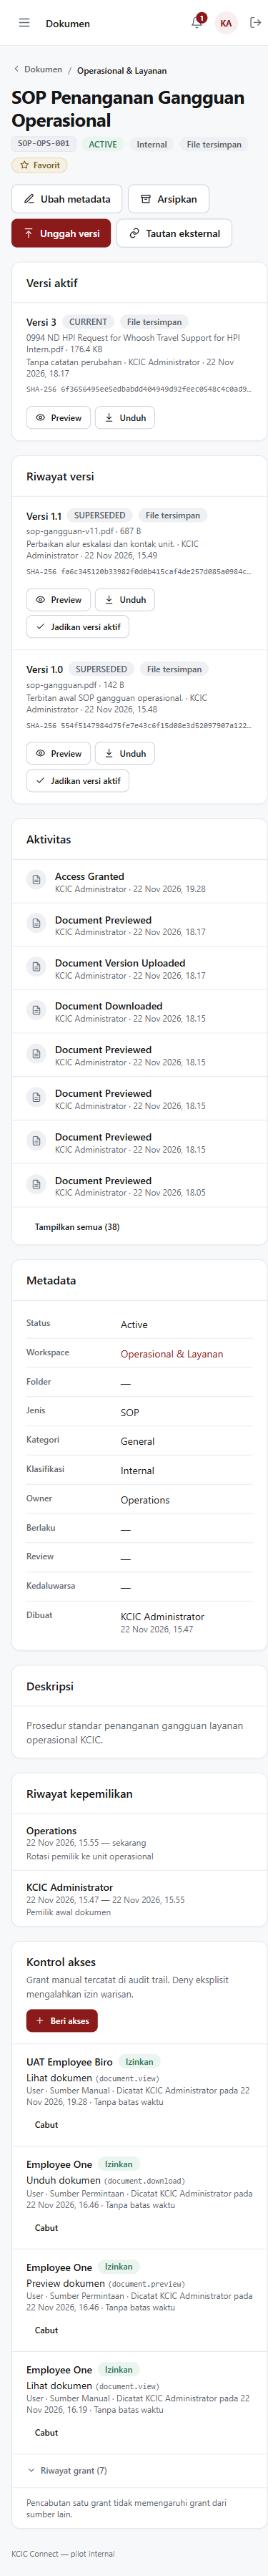 Dokumen
1
KA
Dokumen / Operasional & Layanan
SOP Penanganan Gangguan
Operasional
SOP-OPS-001 ACTIVE Internal File tersimpan
Favorit
Ubah metadata Arsipkan
Unggah versi Tautan eksternal
Versi aktif
Versi 3 CURRENT File tersimpan
0994 ND HPI Request for Whoosh Travel Support for HPI
Intern.pdf · 176.4 KB
Tanpa catatan perubahan · KCIC Administrator · 22 Nov
2026, 18.17
SHA-256
Preview Unduh
Riwayat versi
Versi 1.1 SUPERSEDED File tersimpan
sop-gangguan-v11.pdf · 687 B
Perbaikan alur eskalasi dan kontak unit. · KCIC
Administrator · 22 Nov 2026, 15.49
SHA-256
Preview Unduh
Jadikan versi aktif
Versi 1.0 SUPERSEDED File tersimpan
sop-gangguan.pdf · 142 B
Terbitan awal SOP gangguan operasional. · KCIC
Administrator · 22 Nov 2026, 15.48
SHA-256
Preview Unduh
Jadikan versi aktif
Aktivitas
Access Granted
KCIC Administrator · 22 Nov 2026, 19.28
Document Previewed
KCIC Administrator · 22 Nov 2026, 18.17
Document Version Uploaded
KCIC Administrator · 22 Nov 2026, 18.17
Document Downloaded
KCIC Administrator · 22 Nov 2026, 18.15
Document Previewed
KCIC Administrator · 22 Nov 2026, 18.15
Document Previewed
KCIC Administrator · 22 Nov 2026, 18.15
Document Previewed
KCIC Administrator · 22 Nov 2026, 18.15
Document Previewed
KCIC Administrator · 22 Nov 2026, 18.05
Tampilkan semua (38)
Metadata
Status Active
Workspace Operasional & Layanan
Folder —
Jenis SOP
Kategori General
Klasifikasi Internal
Owner Operations
Berlaku —
Review —
Kedaluwarsa —
Dibuat KCIC Administrator
22 Nov 2026, 15.47
Deskripsi
Prosedur standar penanganan gangguan layanan
operasional KCIC.
Riwayat kepemilikan
Operations
22 Nov 2026, 15.55 — sekarang
Rotasi pemilik ke unit operasional
KCIC Administrator
22 Nov 2026, 15.47 — 22 Nov 2026, 15.55
Pemilik awal dokumen
Kontrol akses
Grant manual tercatat di audit trail. Deny eksplisit
mengalahkan izin warisan.
Beri akses
UAT Employee Biro Izinkan
Lihat dokumen (document.view)
User · Sumber Manual · Dicatat KCIC Administrator pada 22
Nov 2026, 19.28 · Tanpa batas waktu
Cabut
Employee One Izinkan
Unduh dokumen (document.download)
User · Sumber Permintaan · Dicatat KCIC Administrator pada
22 Nov 2026, 16.46 · Tanpa batas waktu
Cabut
Employee One Izinkan
Preview dokumen (document.preview)
User · Sumber Permintaan · Dicatat KCIC Administrator pada
22 Nov 2026, 16.46 · Tanpa batas waktu
Cabut
Employee One Izinkan
Lihat dokumen (document.view)
User · Sumber Manual · Dicatat KCIC Administrator pada 22
Nov 2026, 16.19 · Tanpa batas waktu
Cabut
Riwayat grant (7)
Pencabutan satu grant tidak memengaruhi grant dari
sumber lain.
KCIC Connect — pilot internal